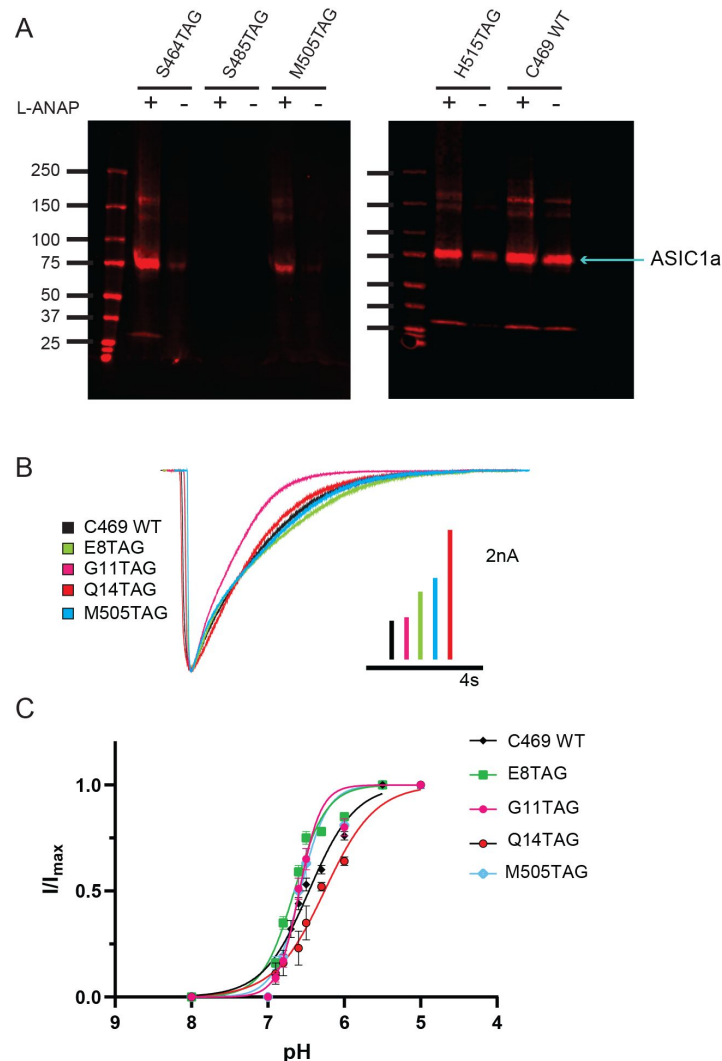 A
S464TAG
S485TAG
M505TAG
H515TAG
C469 WT
L-ANAP
+ - + - + - + - + -
250
150
100
75
50
37
25
ASIC1a
B
C469 WT
E8TAG
G11TAG
Q14TAG
M505TAG
2nA
4s
C
C469 WT
E8TAG
G11TAG
Q14TAG
M505TAG
1.0
0.5
0.0
I/Imax
9 8 7 6 5 4
pH